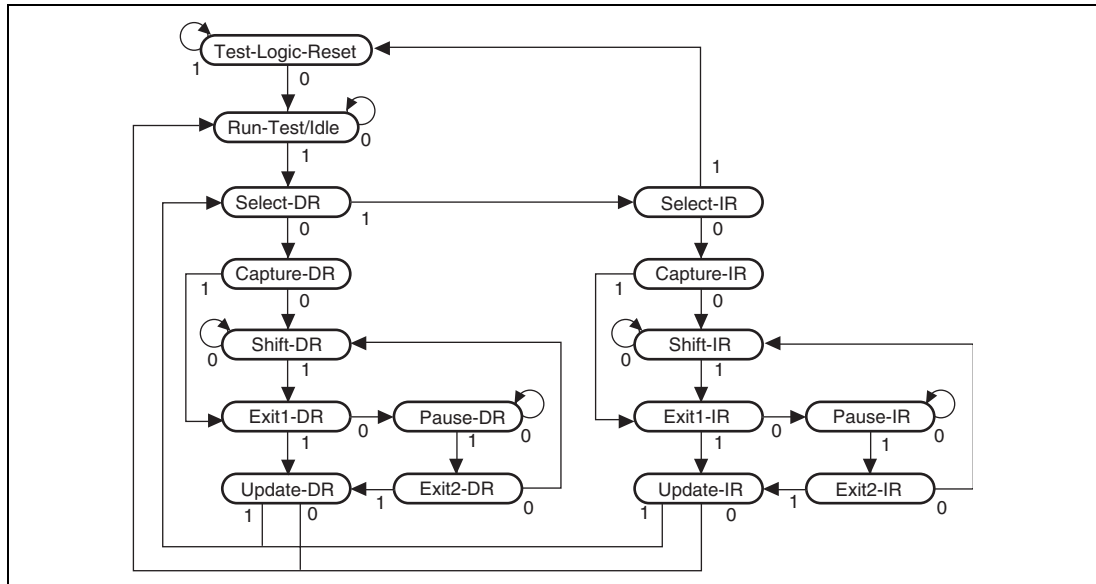 Test-Logic-Reset
1
0
Run-Test/Idle
0
1
1
Select-DR
1
Select-IR
0
0
Capture-DR
Capture-IR
1
0
1
0
Shift-DR
Shift-IR
0
1
0
1
Exit1-DR
0
Pause-DR
0
Exit1-IR
0
Pause-IR
0
1
1
1
1
Update-DR
1
Exit2-DR
0
Update-IR
1
Exit2-IR
0
1
0
1
0